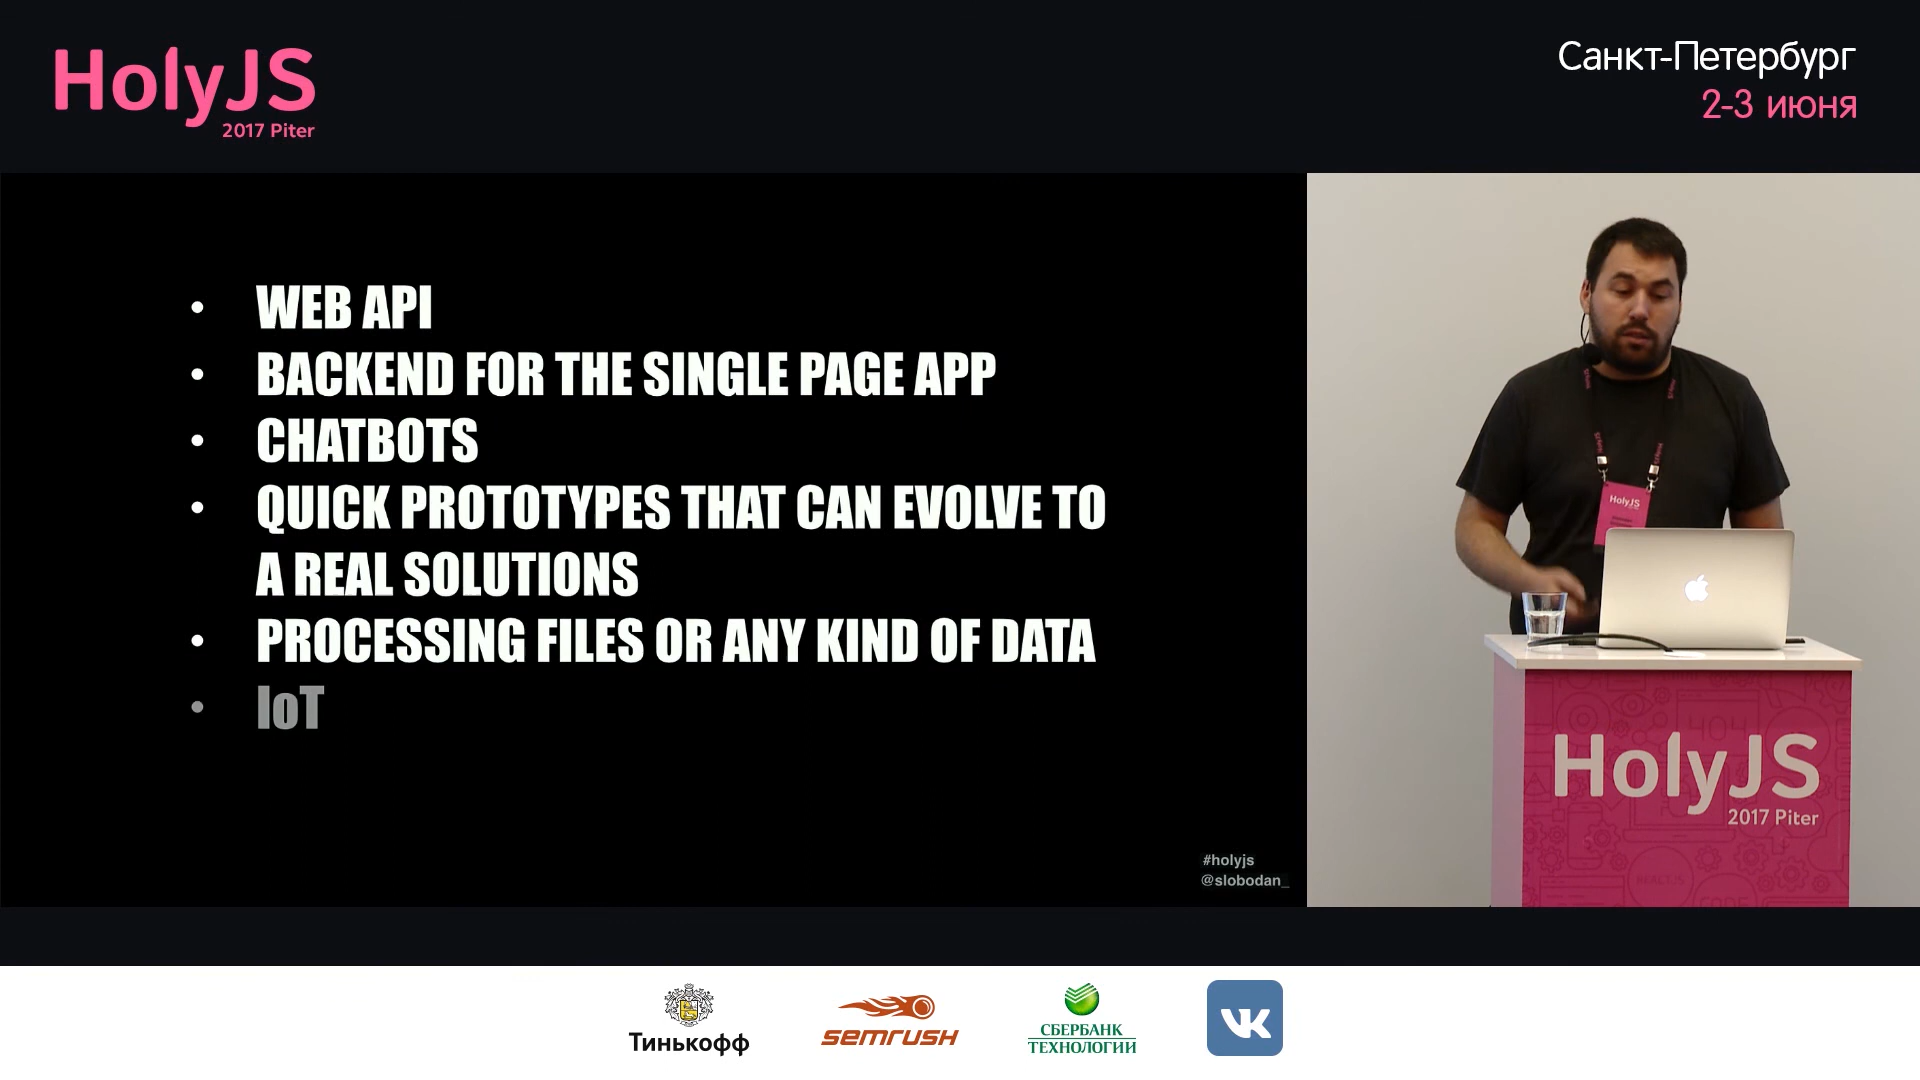 HolyJS
2017 Piter
Санкт-Петербург
2-3 июня
• WEB API
• BACKEND FOR THE SINGLE PAGE APP
• CHATBOTS
• QUICK PROTOTYPES THAT CAN EVOLVE TO
A REAL SOLUTIONS
• PROCESSING FILES OR ANY KIND OF DATA
• IoT
#holyjs
@slobodan_
HolyJS
HolyJS
2017 Piter
Тинькофф
semrush
СБЕРБАНК
ТЕХНОЛОГИИ
VK